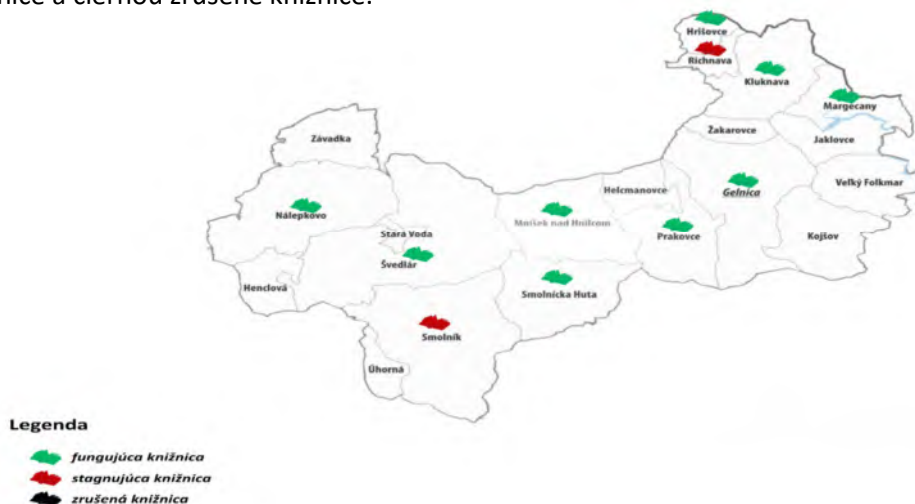 nice a čiernou zrušené knižnice.
Hrišovce
Richnava
Kluknava
Margecany
Závadka
Žakarovce
Jaklovce
Helcmanovce
Gelnica
Veľký Folkmar
Nálepkovo
Mníšek nad Hnilcom
Stará Voda
Prakovce
Kojšov
Švedlár
Henclová
Smolnícka Huta
Smolník
Úhorná
Legenda
fungujúca knižnica
stagnujúca knižnica
zrušená knižnica